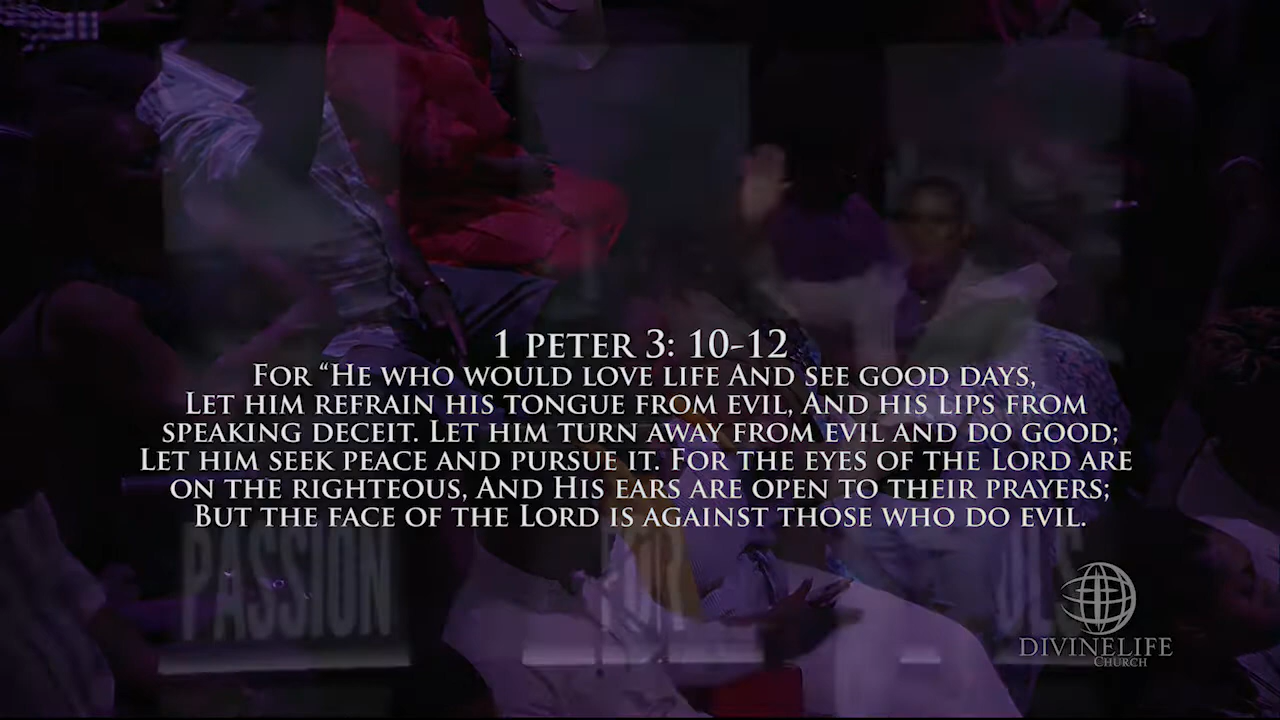 1 PETER 3: 10-12
FOR “HE WHO WOULD LOVE LIFE AND SEE GOOD DAYS,
LET HIM REFRAIN HIS TONGUE FROM EVIL, AND HIS LIPS FROM
SPEAKING DECEIT. LET HIM TURN AWAY FROM EVIL AND DO GOOD;
LET HIM SEEK PEACE AND PURSUE IT. FOR THE EYES OF THE LORD ARE
ON THE RIGHTEOUS, AND HIS EARS ARE OPEN TO THEIR PRAYERS;
BUT THE FACE OF THE LORD IS AGAINST THOSE WHO DO EVIL.
PASSION FOR
DIVINELIFE
CHURCH